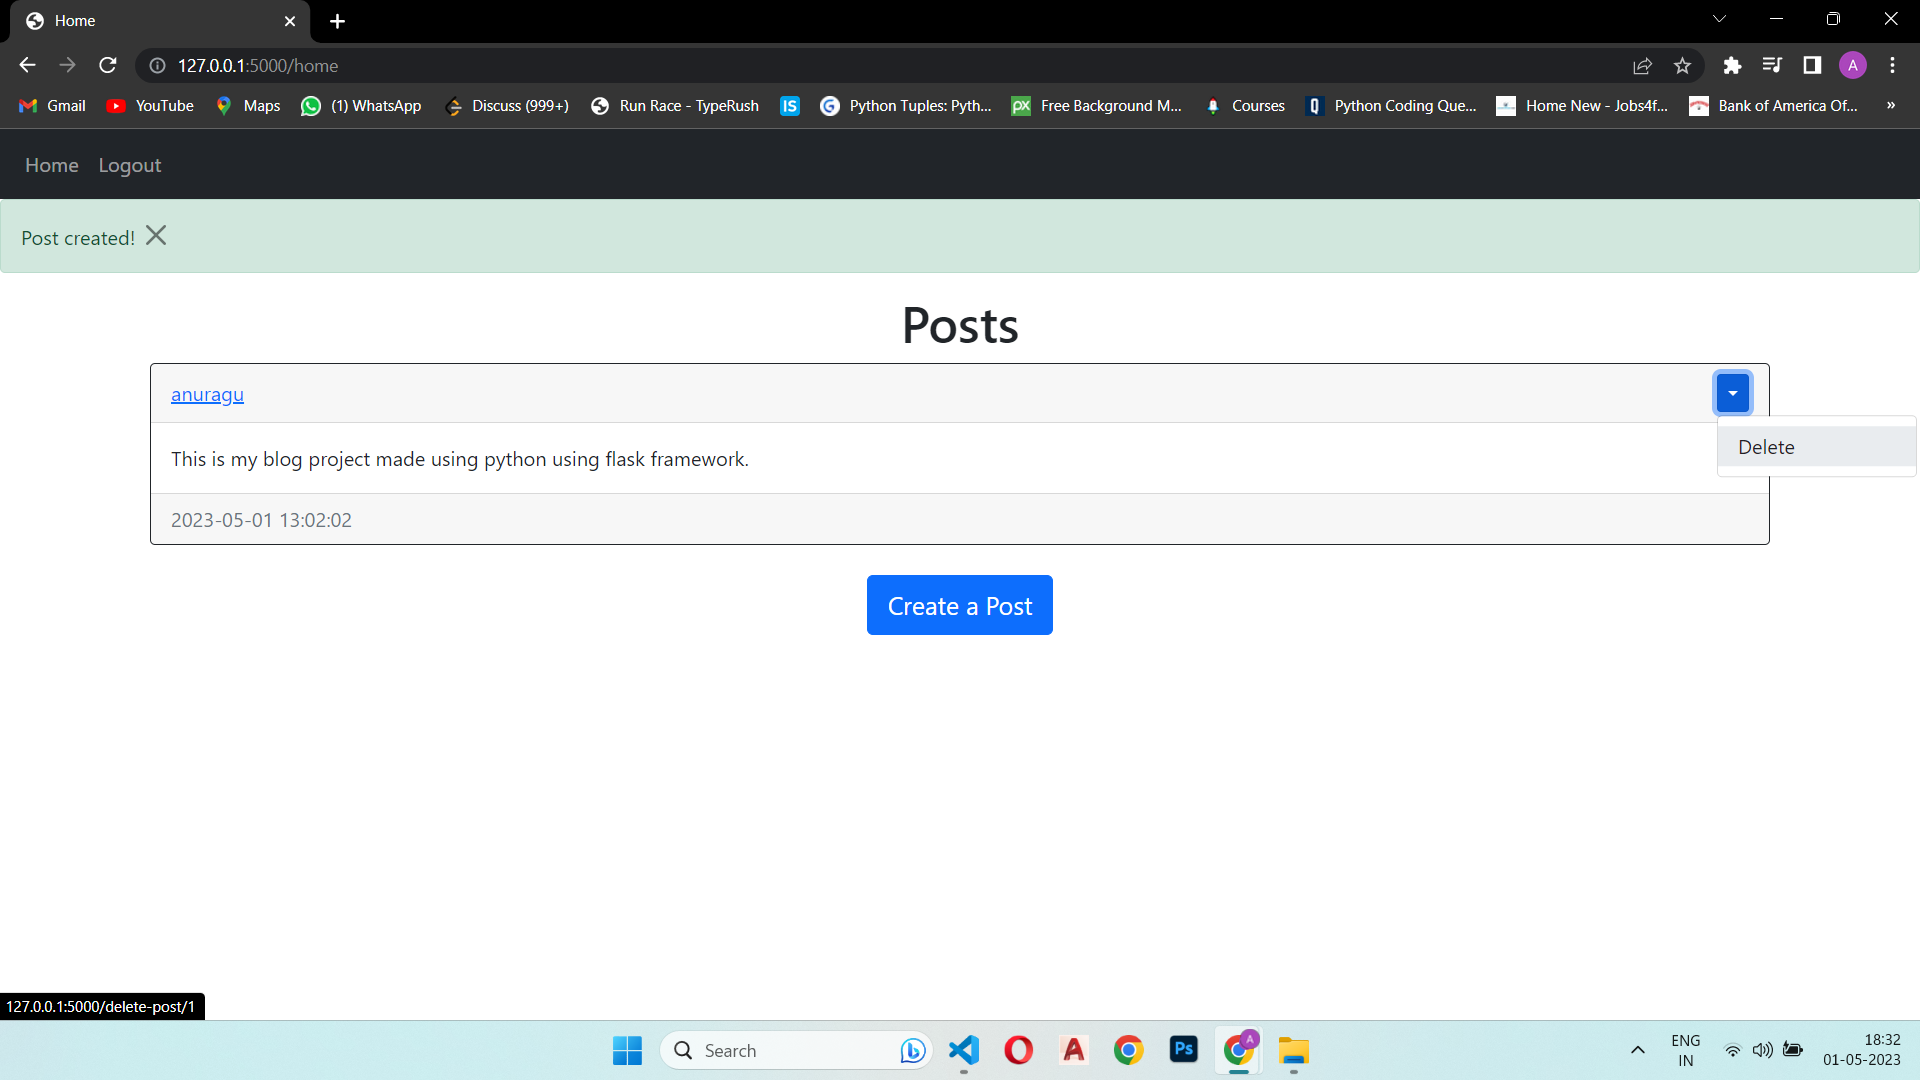 Home
127.0.0.1:5000/home
A
Gmail YouTube Maps (1) WhatsApp Discuss (999+) Run Race - TypeRush IS Python Tuples: Pyth... px Free Background M... Courses Python Coding Que... Home New - Jobs4f... Bank of America Of... »
Home Logout
Post created!
Posts
anuragu
Delete
This is my blog project made using python using flask framework.
2023-05-01 13:02:02
Create a Post
127.0.0.1:5000/delete-post/1
Search Ps A ENG 18:32
IN 01-05-2023